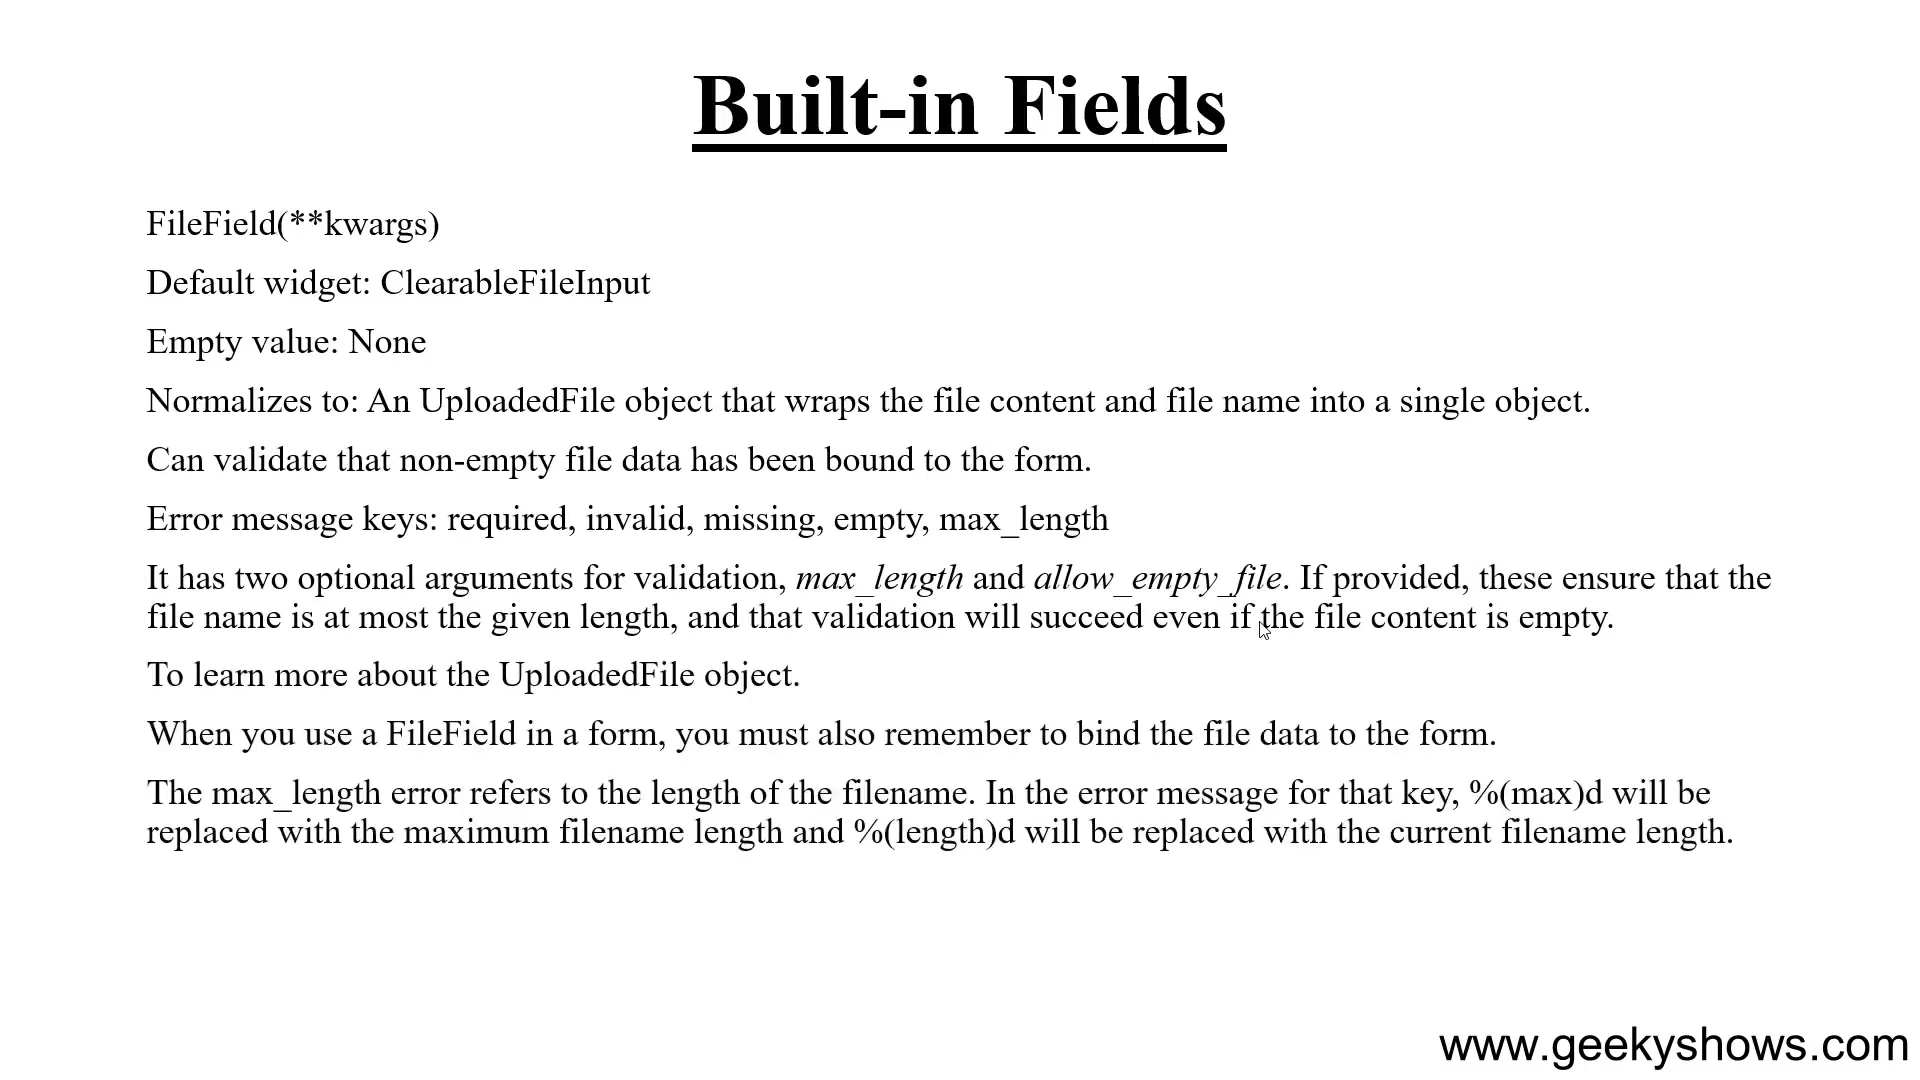 Built-in Fields
FileField(**kwargs)
Default widget: ClearableFileInput
Empty value: None
Normalizes to: An UploadedFile object that wraps the file content and file name into a single object.
Can validate that non-empty file data has been bound to the form.
Error message keys: required, invalid, missing, empty, max_length
It has two optional arguments for validation, max_length and allow_empty_file. If provided, these ensure that the
file name is at most the given length, and that validation will succeed even if the file content is empty.
To learn more about the UploadedFile object.
When you use a FileField in a form, you must also remember to bind the file data to the form.
The max_length error refers to the length of the filename. In the error message for that key, %(max)d will be
replaced with the maximum filename length and %(length)d will be replaced with the current filename length.
www.geekyshows.com